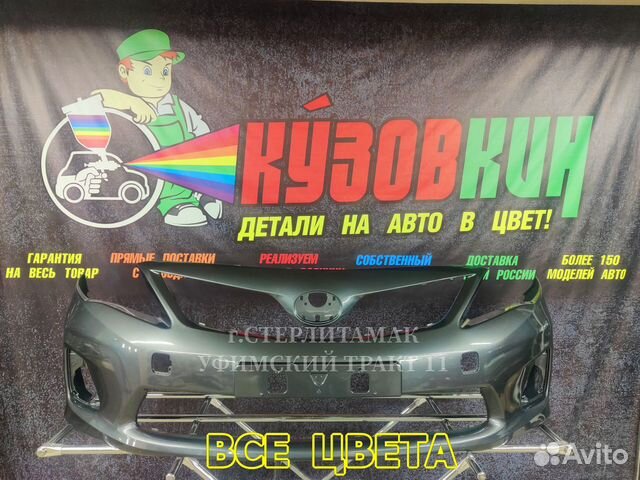 КУЗОВКИН
ДЕТАЛИ НА АВТО В ЦВЕТ!
ГАРАНТИЯ
НА ВЕСЬ ТОВАР
ПРЯМЫЕ ПОСТАВКИ
РЕАЛИЗУЕМ
СОБСТВЕННЫЙ
ДОСТАВКА
РОССИИ
БОЛЕЕ 150
МОДЕЛЕЙ АВТО
г.СТЕРЛИТАМАК
УФИМСКИЙ ТРАКТ 11
ВСЕ ЦВЕТА
Avito